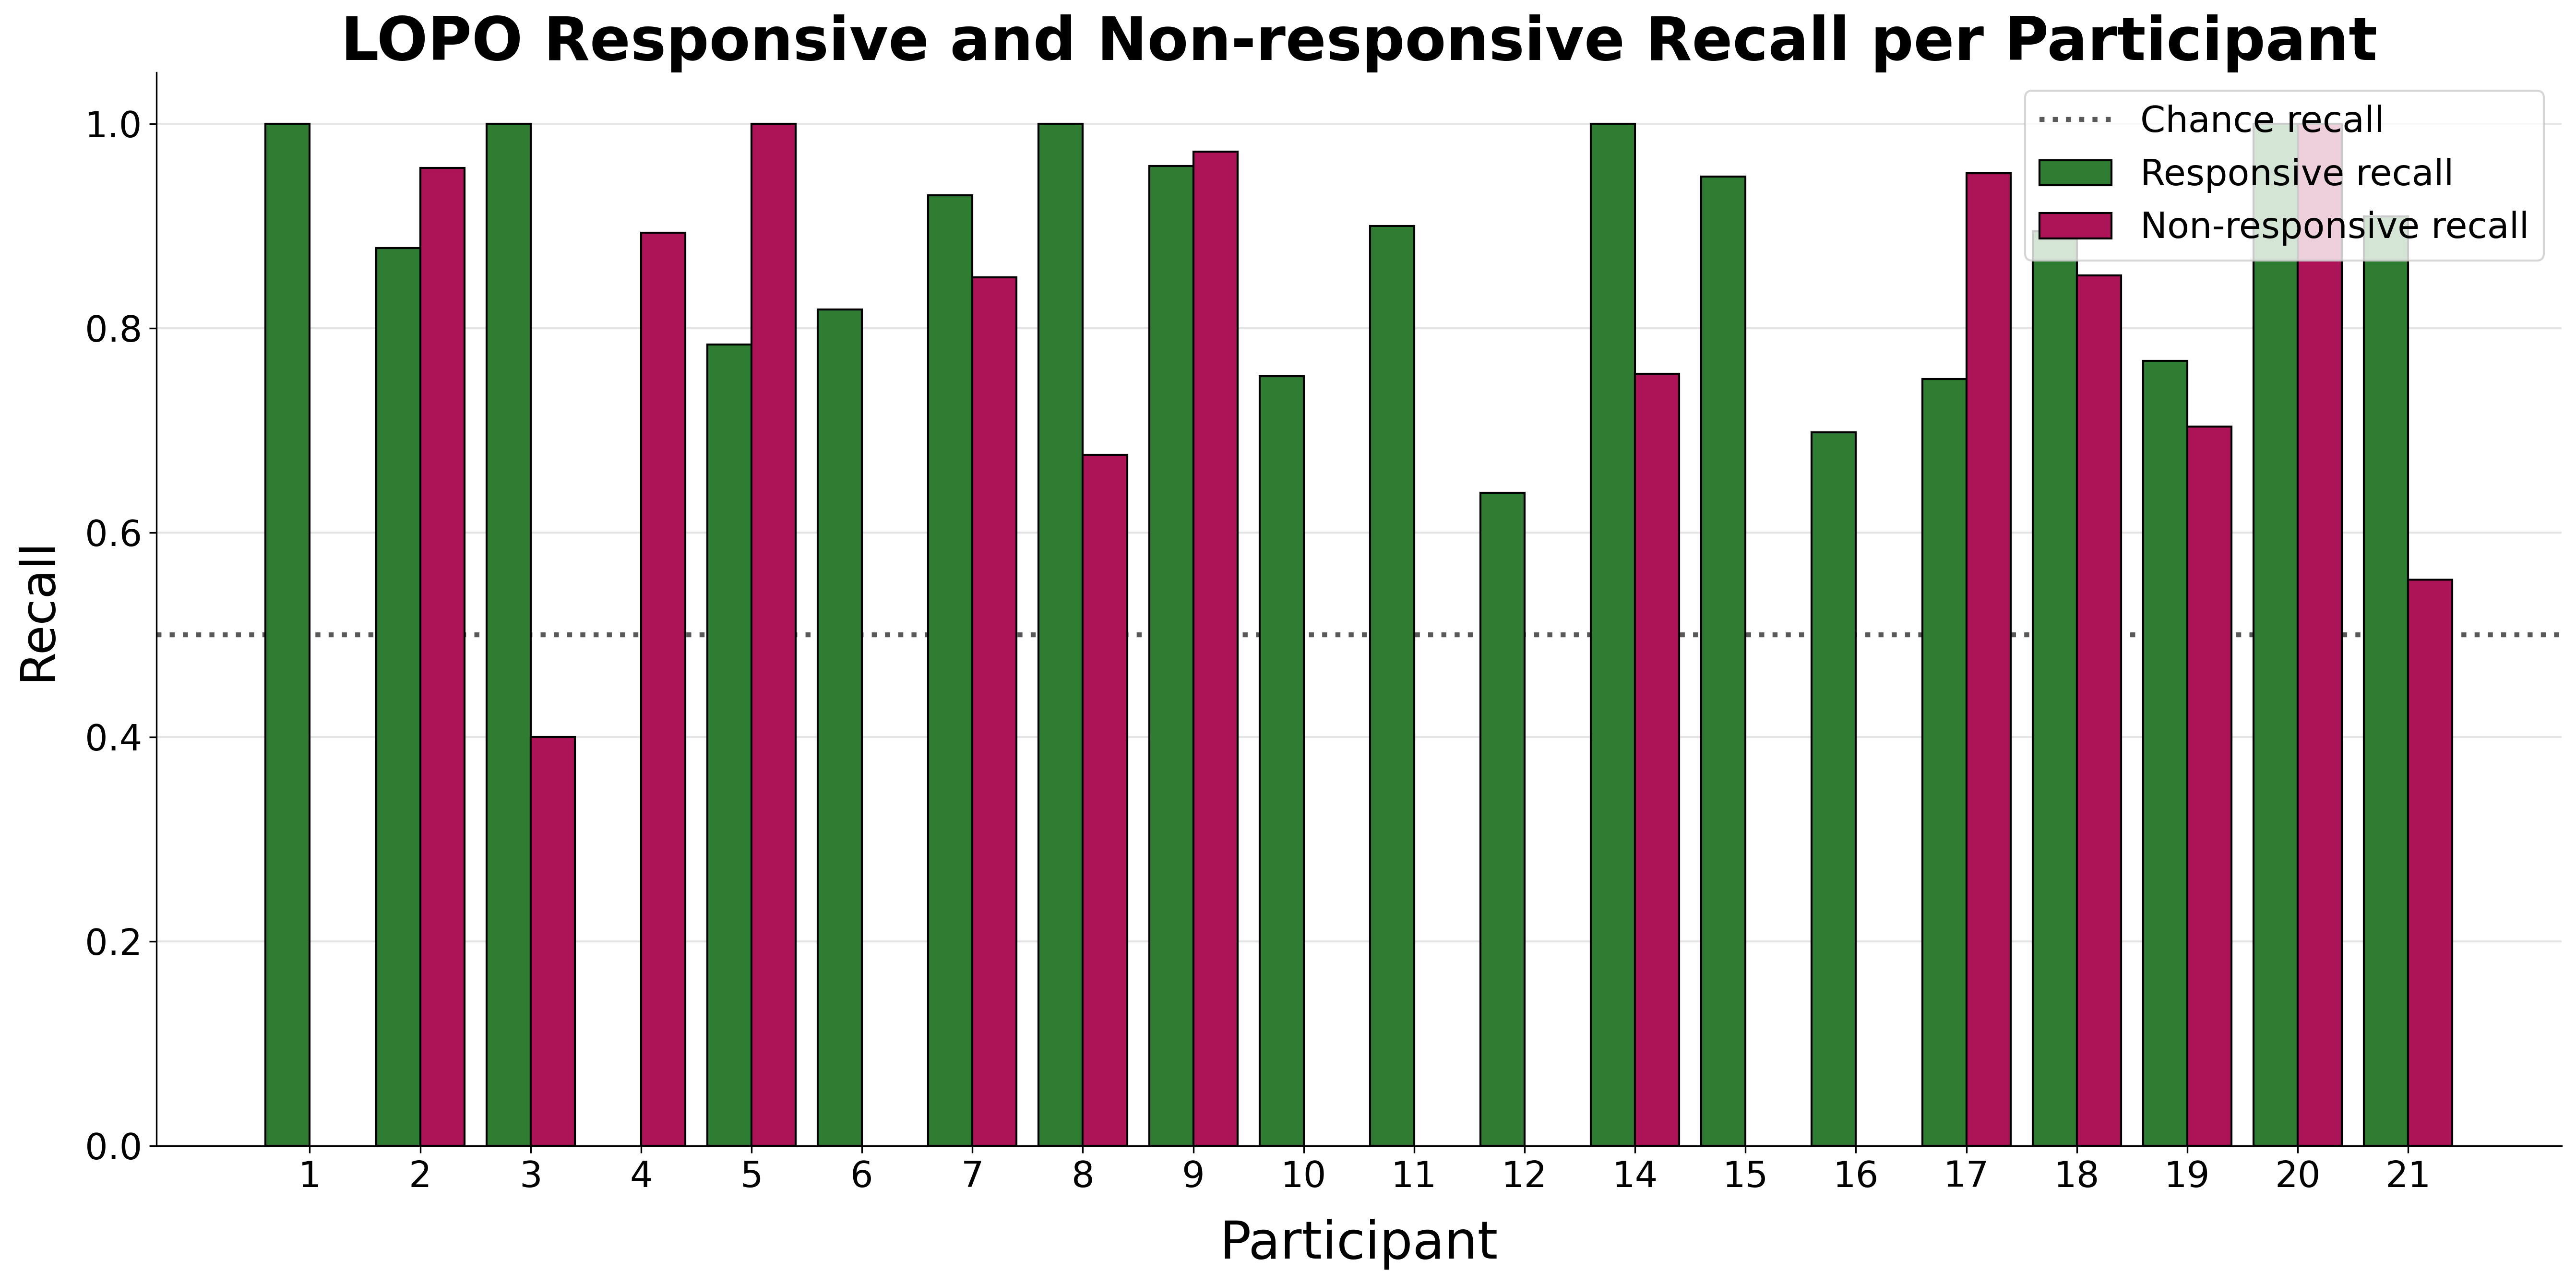 LOPO Responsive and Non-responsive Recall per Participant
Chance recall
Responsive recall
Non-responsive recall
1.0
0.8
0.6
0.4
0.2
0.0
Recall
1 2 3 4 5 6 7 8 9 10 11 12 14 15 16 17 18 19 20 21
Participant